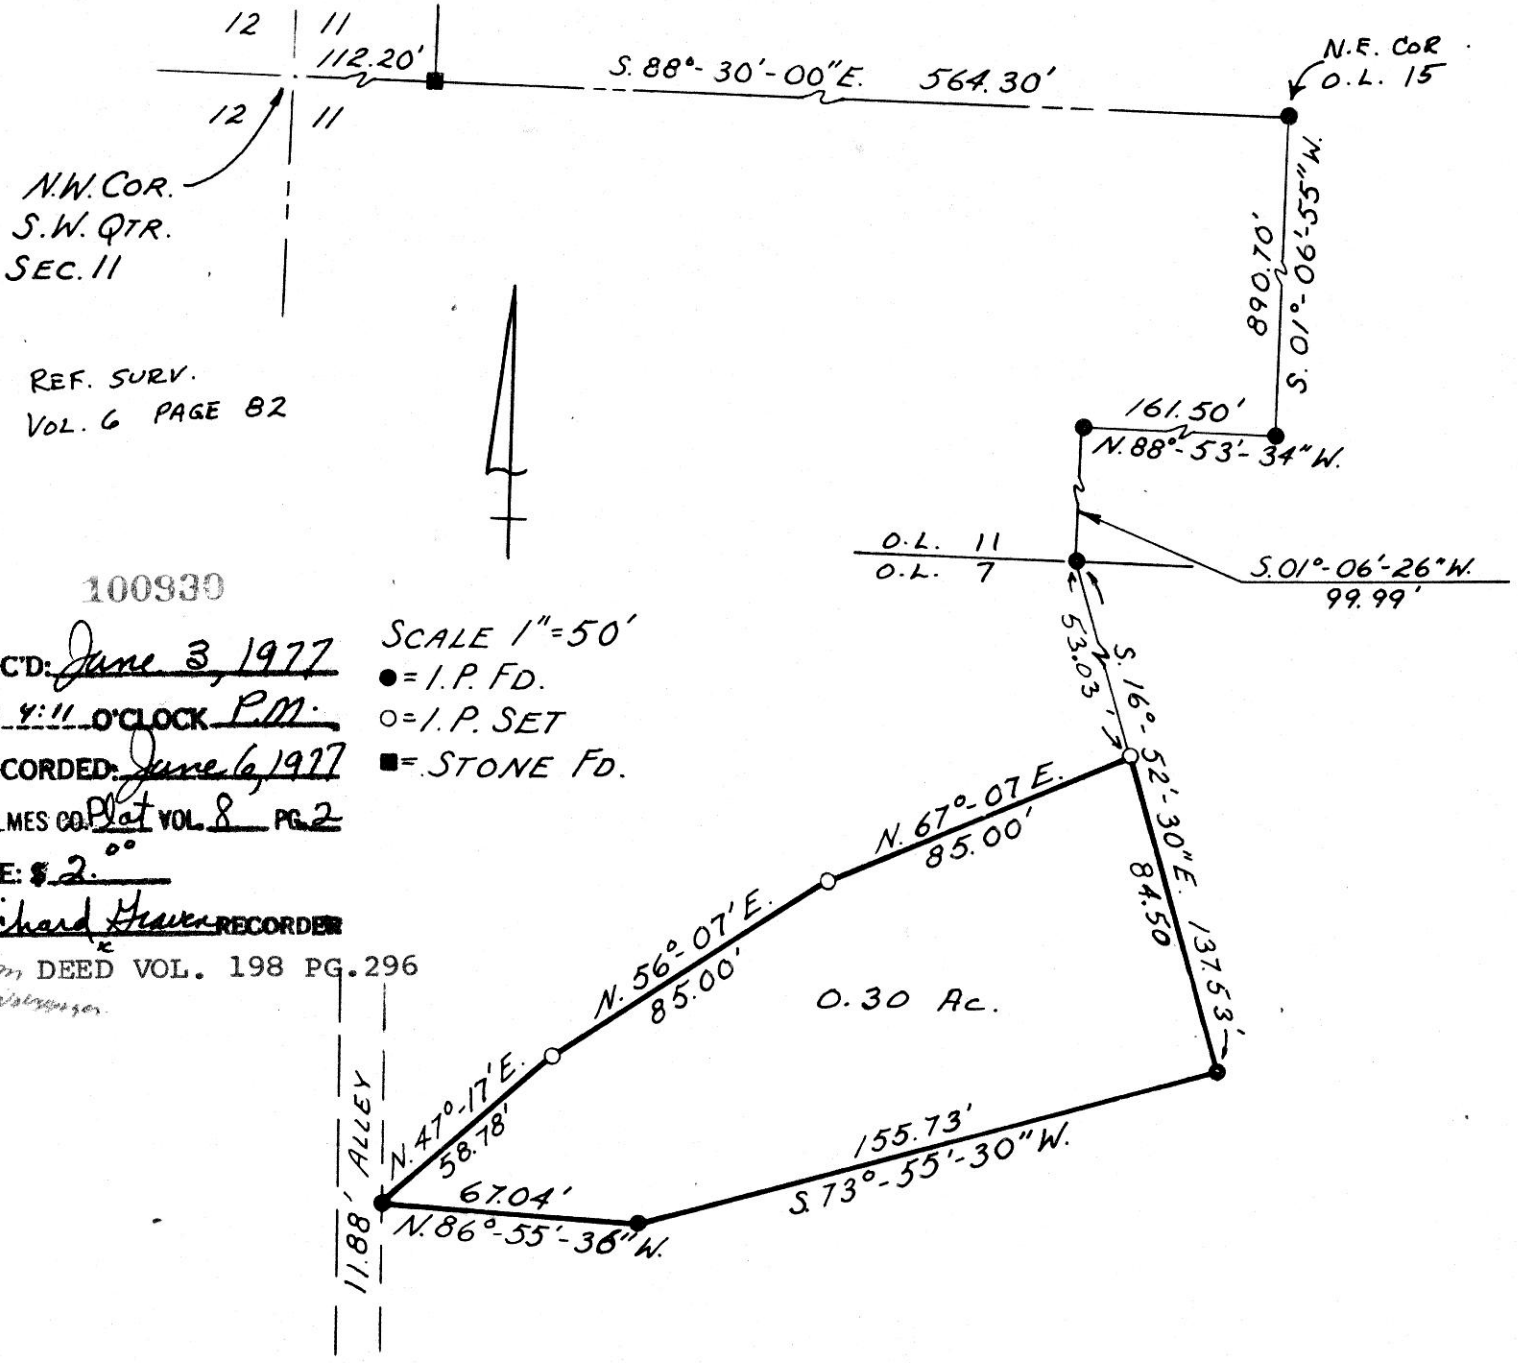 12 | 11
112.20'
S. 88°- 30'-00"E. 564.30'
N.E. COR
O.L. 15
12 | 11
N.W. COR.
S.W. QTR.
SEC. 11
890.70'
S. 01°- 06'-55" W.
REF. SURV.
VOL. 6 PAGE 82
161.50'
N. 88°- 53'- 34" W.
O.L. 11
O.L. 7
S. 01°- 06'-26" W.
99.99'
100930
C'D: June 3, 1977
4:11 O'CLOCK P.M.
CORDED: June 6, 1977
MES CO. Plat VOL. 8 PG. 2
E: $ 2.00
chard RECORDER
DEED VOL. 198 PG. 296
SCALE 1"=50'
●= I.P. FD.
○= I.P. SET
■= STONE FD.
53.03'
S. 16°- 52'-30" E. 137.53'
84.50
N. 67°-07 E.
85.00'
N. 56°-07' E.
85.00'
0.30 AC.
N. 47°-17' E.
58.78'
155.73'
S. 73°-55'-30" W.
67.04'
N. 86°-55'-36" W.
11.88' ALLEY